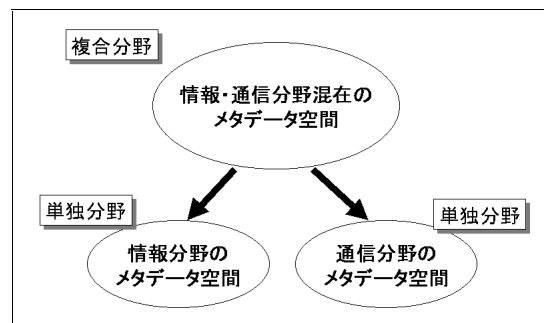 複合分野
情報・通信分野混在の
メタデータ空間
単独分野
単独分野
情報分野の
メタデータ空間
通信分野の
メタデータ空間